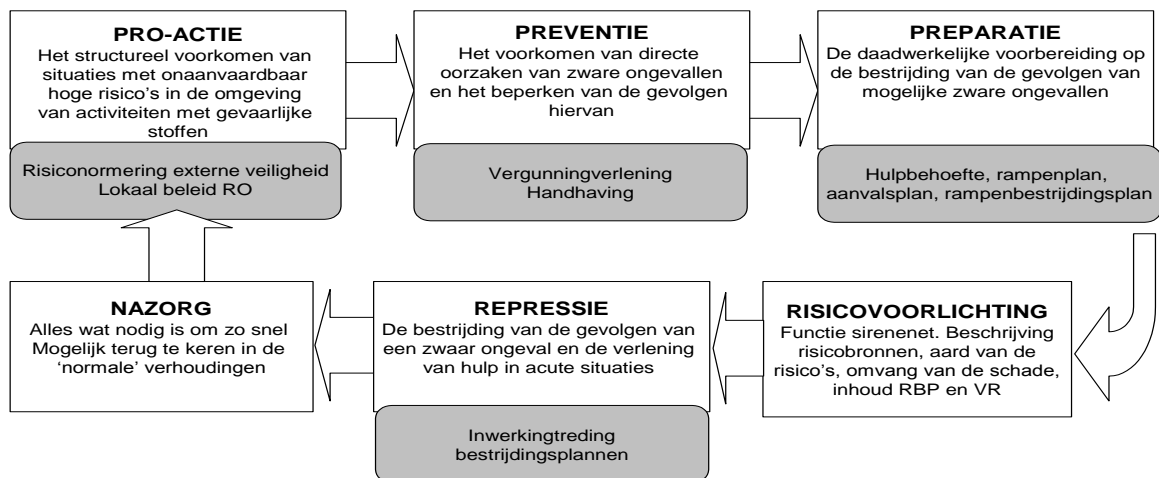 PRO-ACTIE
Het structureel voorkomen van
situaties met onaanvaardbaar
hoge risico's in de omgeving
van activiteiten met gevaarlijke
stoffen
Risiconormering externe veiligheid
Lokaal beleid RO
PREVENTIE
Het voorkomen van directe
oorzaken van zware ongevallen
en het beperken van de gevolgen
hiervan
Vergunningverlening
Handhaving
PREPARATIE
De daadwerkelijke voorbereiding op
de bestrijding van de gevolgen van
mogelijke zware ongevallen
Hulpbehoefte, rampenplan,
aanvalsplan, rampenbestrijdingsplan
RISICOVOORLICHTING
Functie sirenenet. Beschrijving
risicobronnen, aard van de
risico's, omvang van de schade,
inhoud RBP en VR
REPRESSIE
De bestrijding van de gevolgen van
een zwaar ongeval en de verlening
van hulp in acute situaties
Inwerkingtreding
bestrijdingsplannen
NAZORG
Alles wat nodig is om zo snel
Mogelijk terug te keren in de
'normale' verhoudingen